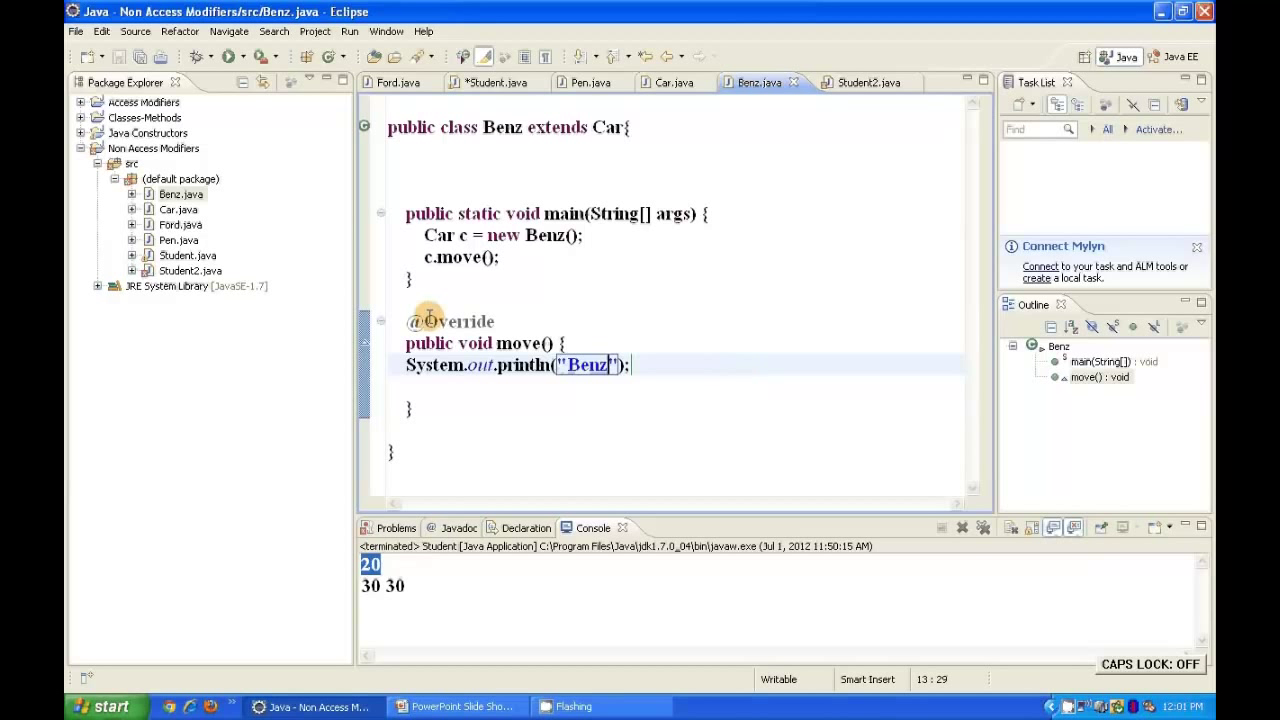 Java - Non Access Modifiers/src/Benz.java - Eclipse
File Edit Source Refactor Navigate Search Project Run Window Help
Java Java EE
Package Explorer
Ford.java *Student.java Pen.java Car.java Benz.java Student2.java
Task List
Access Modifiers
Classes-Methods
Java Constructors
Non Access Modifiers
src
(default package)
Benz.java
Car.java
Ford.java
Pen.java
Student.java
Student2.java
JRE System Library [JavaSE-1.7]
public class Benz extends Car{
public static void main(String[] args) {
Car c = new Benz();
c.move();
}
@Override
public void move() {
System.out.println("Benz");
}
}
Find All Activate...
Connect Mylyn
Connect to your task and ALM tools or
create a local task.
Outline
Benz
main(String[]) : void
move() : void
Problems Javadoc Declaration Console
<terminated> Student [Java Application] C:\Program Files\Java\jdk1.7.0_04\bin\javaw.exe (Jul 1, 2012 11:50:15 AM)
20
30 30
CAPS LOCK: OFF
Writable Smart Insert 13 : 29
start Java - Non Access M... PowerPoint Slide Sho... Flashing 12:01 PM